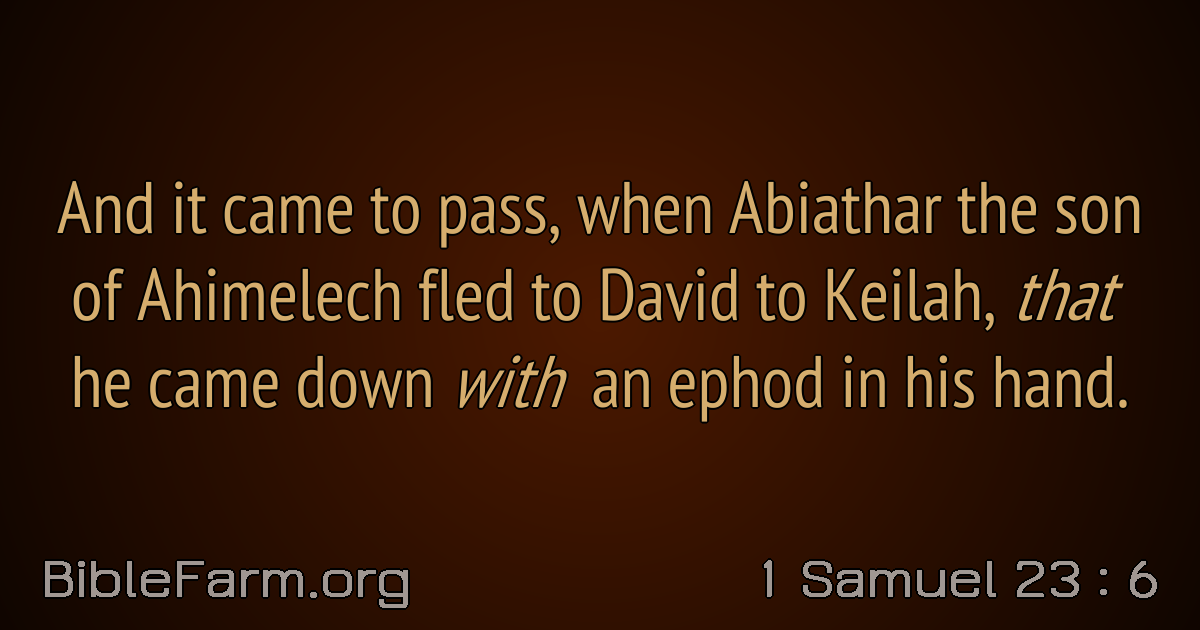 And it came to pass, when Abiathar the son
of Ahimelech fled to David to Keilah, that
he came down with an ephod in his hand.
BibleFarm.org
1 Samuel 23 : 6